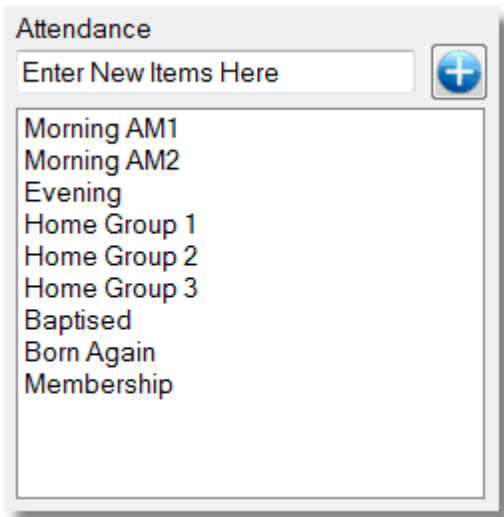 Attendance
Enter New Items Here
Morning AM1
Morning AM2
Evening
Home Group 1
Home Group 2
Home Group 3
Baptised
Born Again
Membership